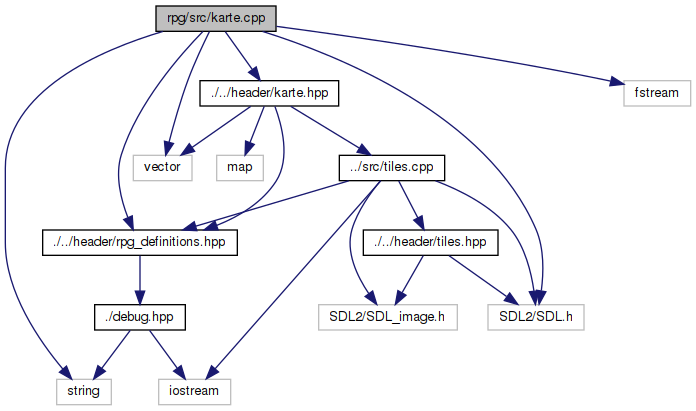 rpg/src/karte.cpp
./../header/karte.hpp
fstream
vector
map
../src/tiles.cpp
./../header/rpg_definitions.hpp
./../header/tiles.hpp
./debug.hpp
SDL2/SDL_image.h
SDL2/SDL.h
string
iostream